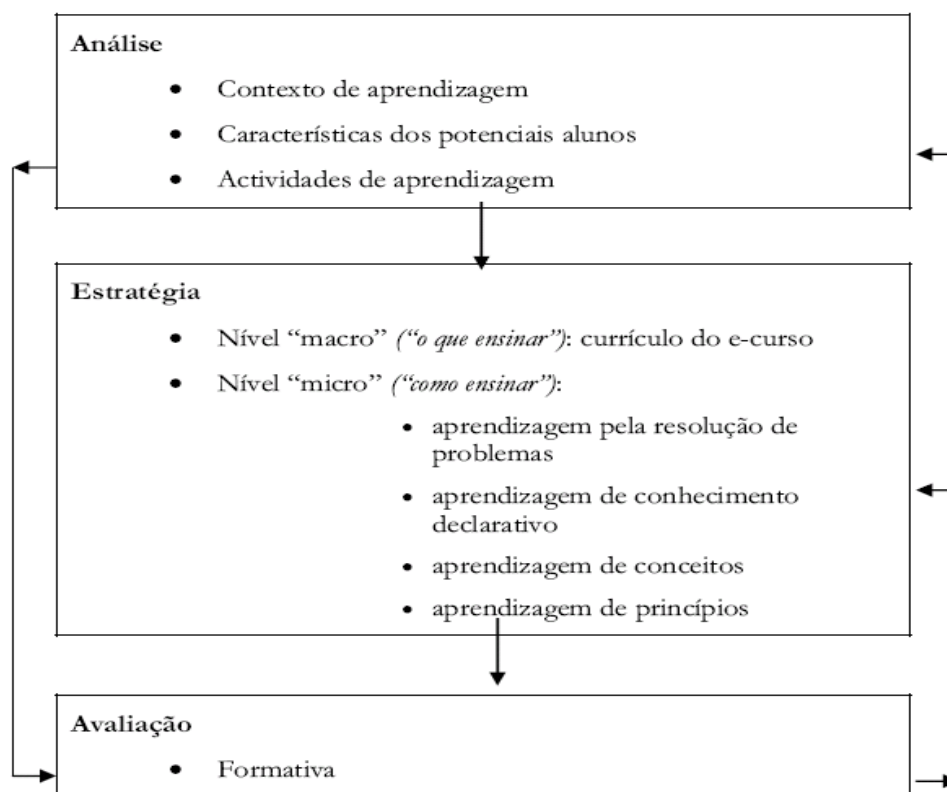 Análise
• Contexto de aprendizagem
• Características dos potenciais alunos
• Actividades de aprendizagem
Estratégia
• Nível “macro” (“o que ensinar”): currículo do e-curso
• Nível “micro” (“como ensinar”):
• aprendizagem pela resolução de
problemas
• aprendizagem de conhecimento
declarativo
• aprendizagem de conceitos
• aprendizagem de princípios
Avaliação
• Formativa